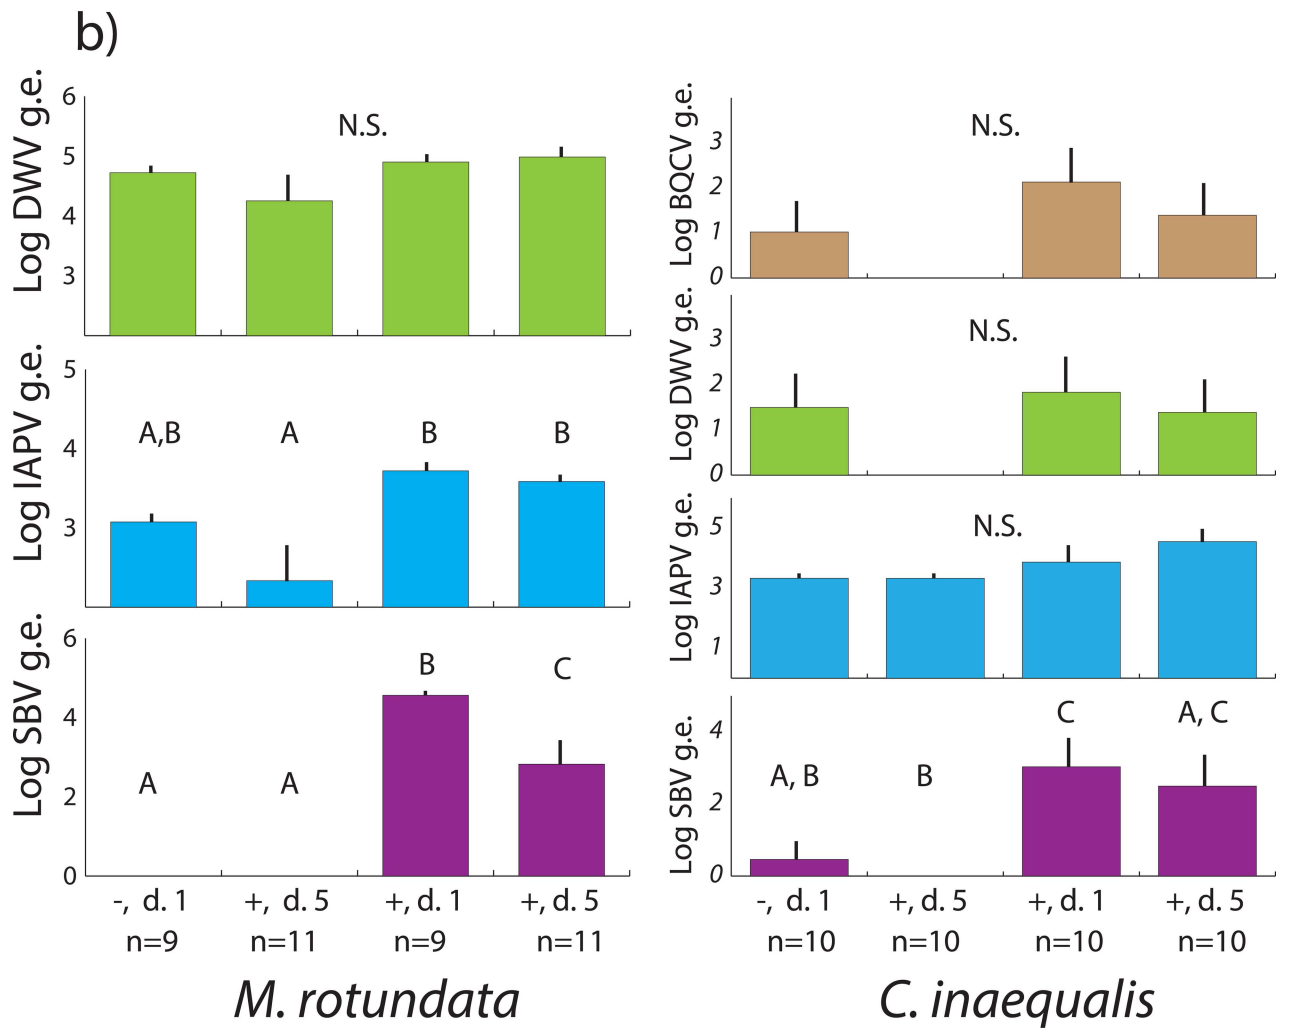 b)
Log DWV g.e.
6
5
4
3
N.S.
Log IAPV g.e.
5
4
3
A,B
A
B
B
Log SBV g.e.
6
4
2
0
A
A
B
C
-, d. 1
+, d. 5
+, d. 1
+, d. 5
n=9
n=11
n=9
n=11
M. rotundata
Log BQCV g.e.
3
2
1
0
N.S.
Log DWV g.e.
3
2
1
0
N.S.
Log IAPV g.e.
5
3
1
N.S.
Log SBV g.e.
4
2
0
A, B
B
C
A, C
-, d. 1
+, d. 5
+, d. 1
+, d. 5
n=10
n=10
n=10
n=10
C. inaequalis